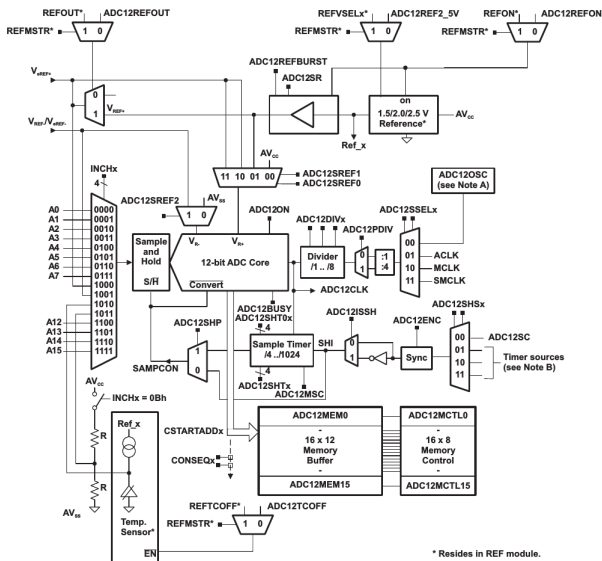 REFOUT* ADC12REFOUT
REFMSTR* 1 0
REFVSELx* ADC12REF2_5V
REFMSTR* 1 0
REFON* ADC12REFON
REFMSTR* 1 0
VeREF+
ADC12REFBURST
ADC12SR
0
1
VREF+
on
1.5/2.0/2.5 V
Reference*
AVCC
Ref_x
VREF-/VeREF-
INCHx
4
AVCC
11 10 01 00
ADC12SREF1
ADC12SREF0
ADC12OSC
(see Note A)
ADC12SREF2
1 0
AVSS
ADC12ON
ADC12DIVx
ADC12PDIV
ADC12SSELx
A0 0000
A1 0001
A2 0010
A3 0011
A4 0100
A5 0101
A6 0110
A7 0111
1000
1001
1010
1011
A12 1100
A13 1101
A14 1110
A15 1111
Sample
and
Hold
S/H
VR-
VR+
12-bit ADC Core
Convert
Divider
/1 .. /8
0
1
:1
:4
00
01
10
11
ACLK
MCLK
SMCLK
ADC12CLK
ADC12BUSY
ADC12SHP
ADC12SHT0x
4
ADC12ISSH
ADC12ENC
ADC12SHSx
1
0
Sample Timer
/4 .. /1024
SHI
0
1
Sync
00
01
10
11
ADC12SC
Timer sources
(see Note B)
SAMPCON
4
ADC12SHTx
ADC12MSC
AVCC
INCHx = 0Bh
R
R
AVSS
Ref_x
Temp.
Sensor*
EN
CSTARTADDx
CONSEQx
ADC12MEM0
-
16 x 12
Memory
Buffer
-
ADC12MEM15
ADC12MCTL0
-
16 x 8
Memory
Control
-
ADC12MCTL15
REFTCOFF* ADC12TCOFF
REFMSTR* 1 0
* Resides in REF module.